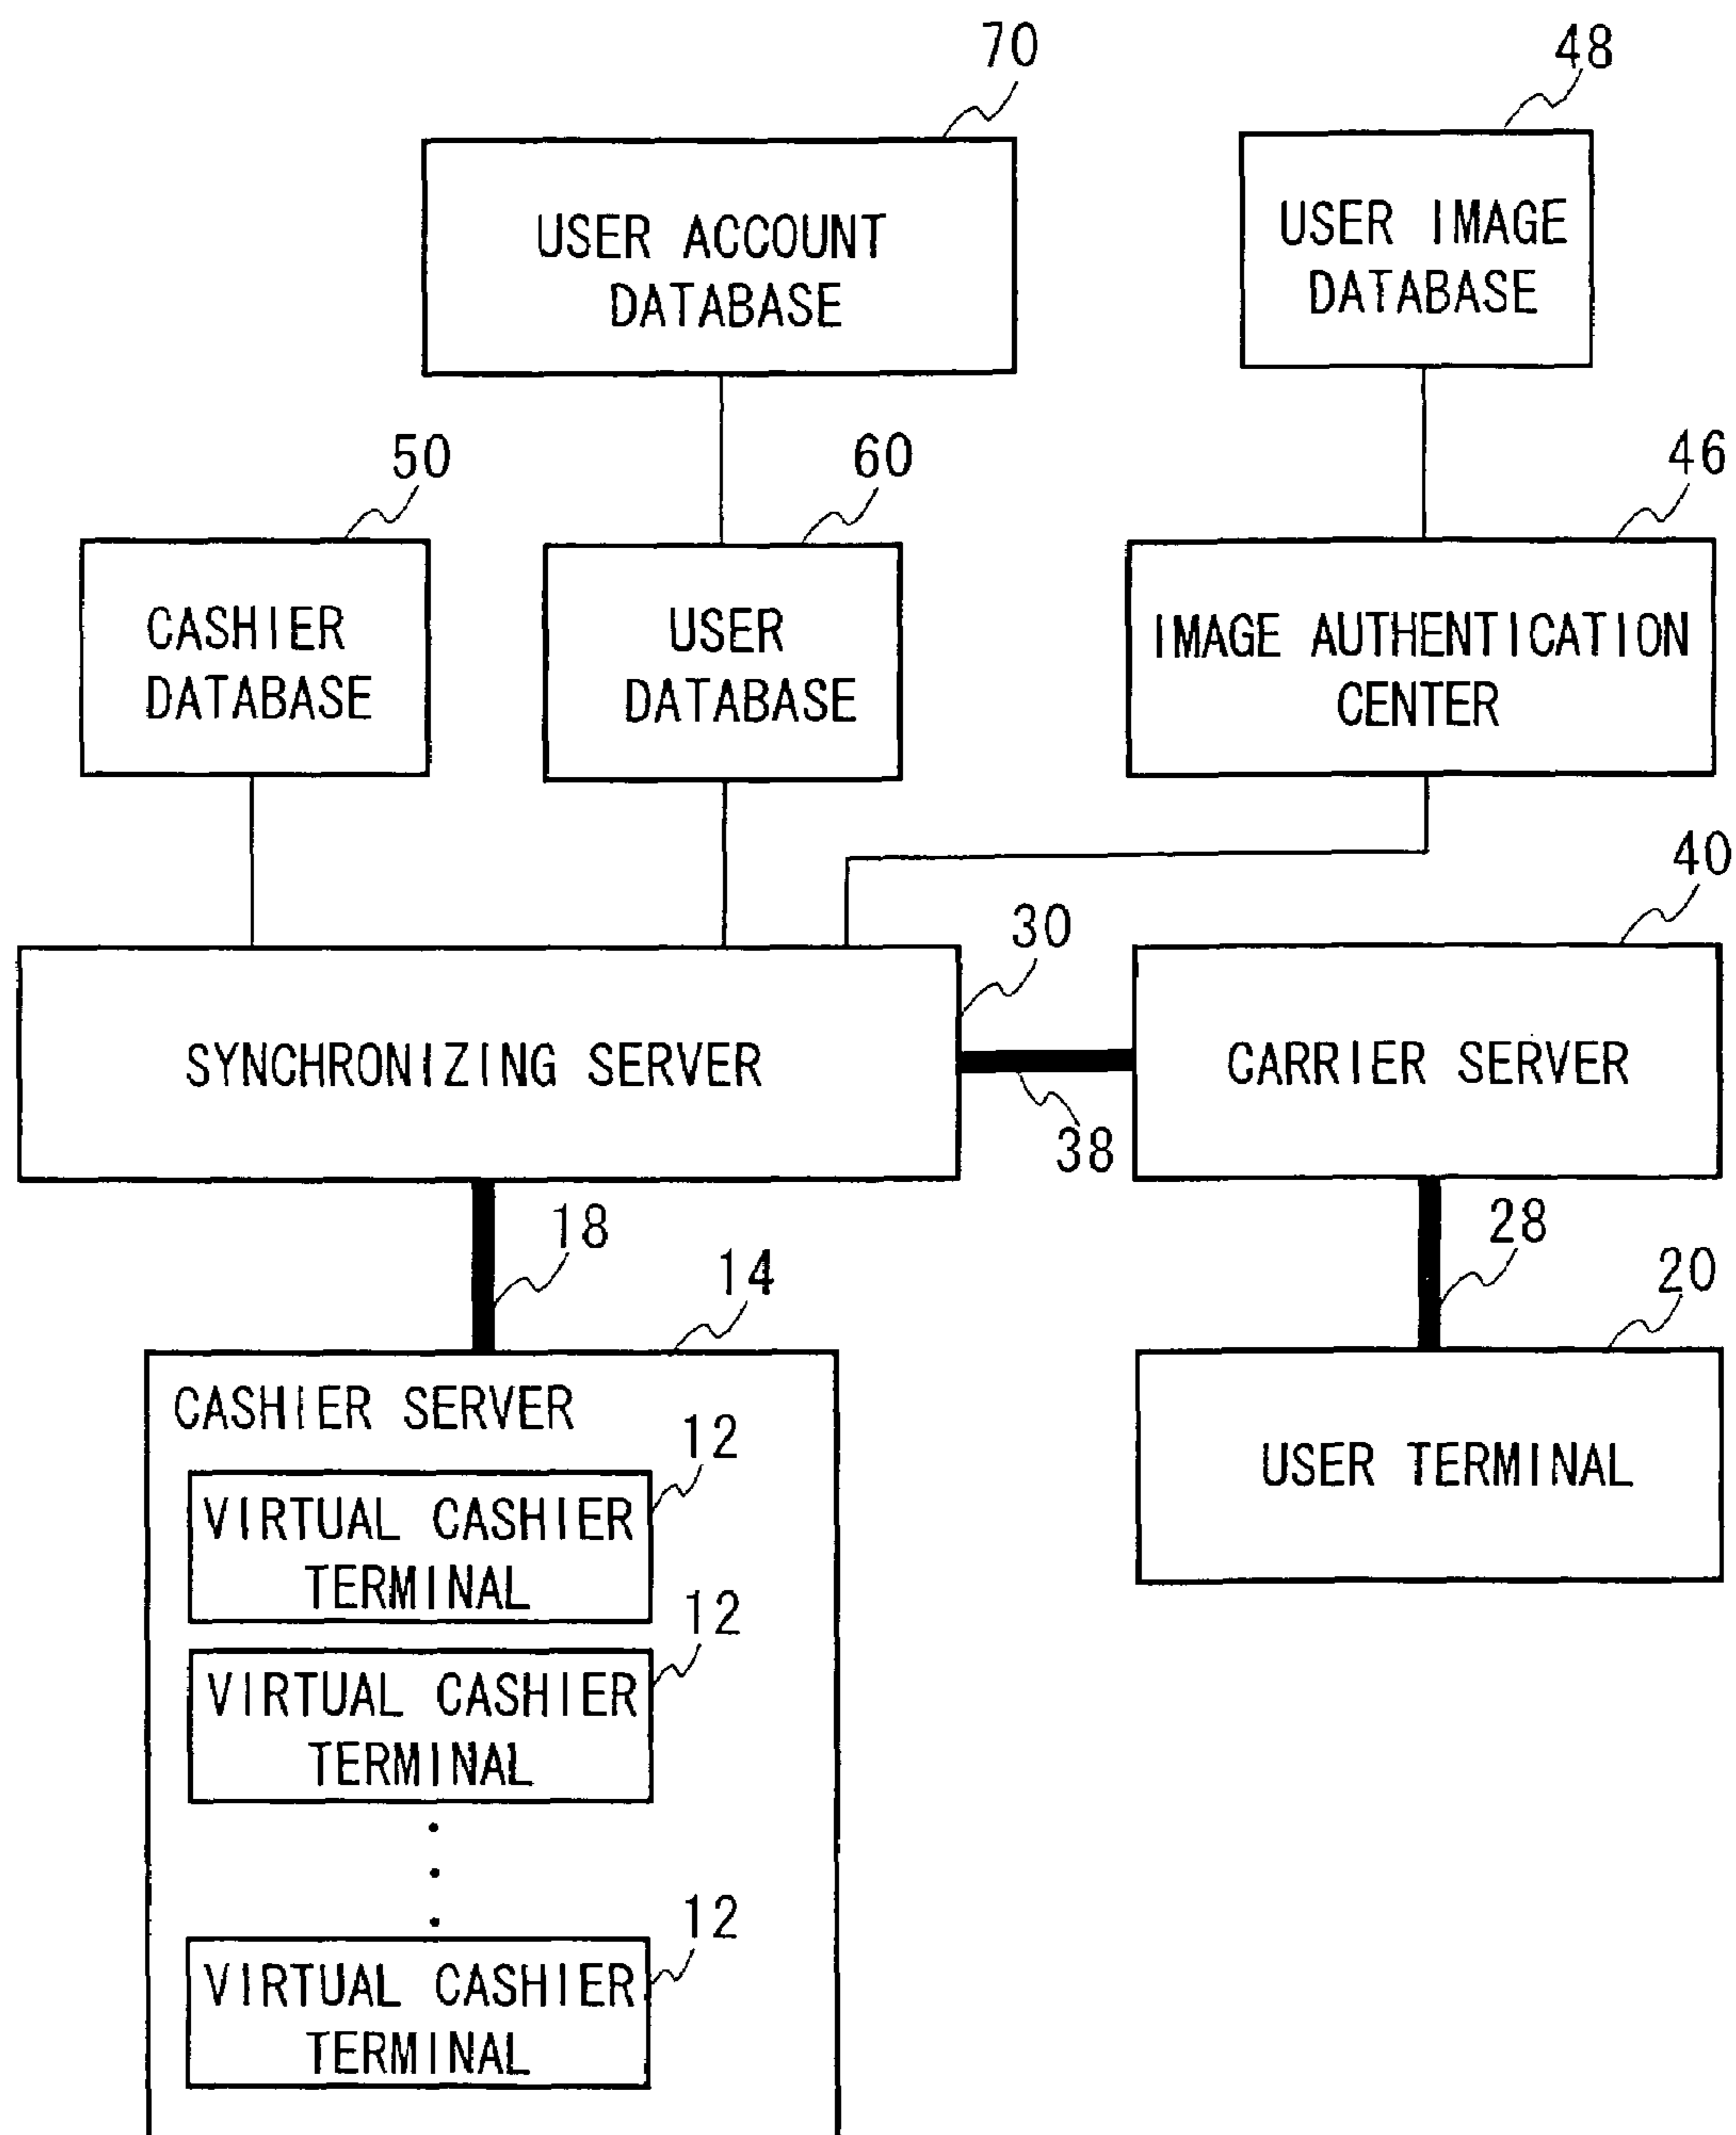 70
48
USER ACCOUNT
DATABASE
USER IMAGE
DATABASE
50
60
46
CASHIER
DATABASE
USER
DATABASE
IMAGE AUTHENTICATION
CENTER
40
30
SYNCHRONIZING SERVER
CARRIER SERVER
38
18
28
14
20
CASHIER SERVER
12
VIRTUAL CASHIER
TERMINAL
USER TERMINAL
12
VIRTUAL CASHIER
TERMINAL
12
VIRTUAL CASHIER
TERMINAL